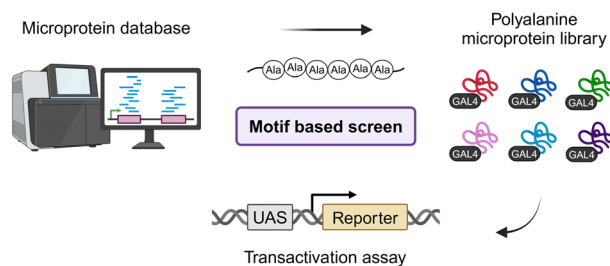 Microprotein database
Polyalanine
microprotein library
Ala Ala Ala Ala Ala Ala
Motif based screen
GAL4 GAL4 GAL4
GAL4 GAL4 GAL4
UAS Reporter
Transactivation assay